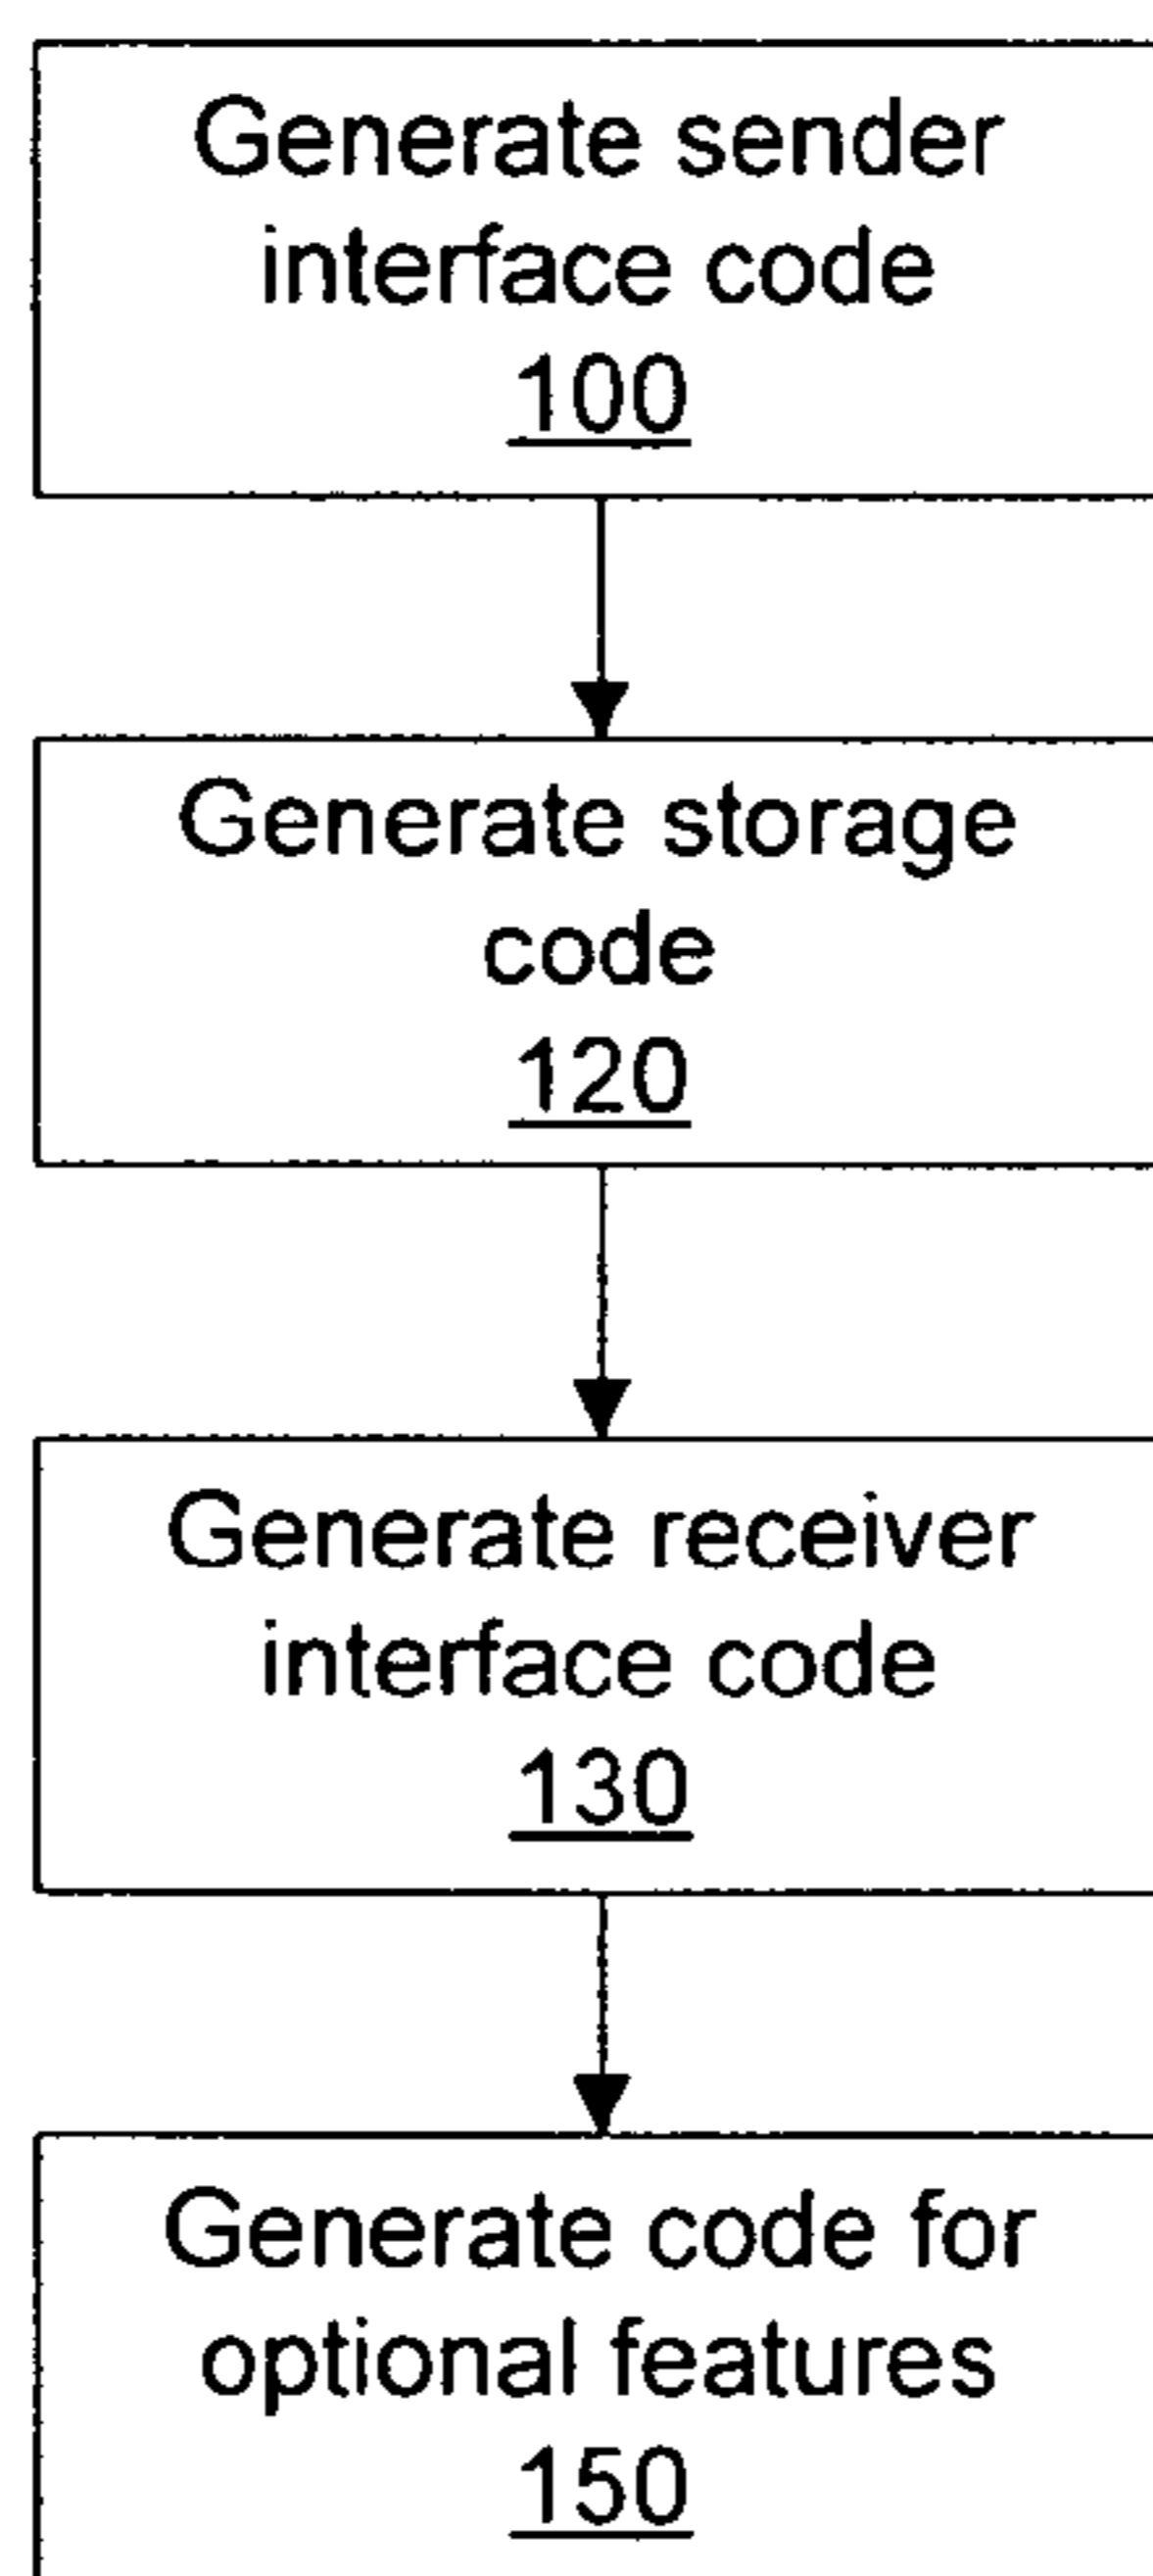 Generate sender
interface code
100
Generate storage
code
120
Generate receiver
interface code
130
Generate code for
optional features
150